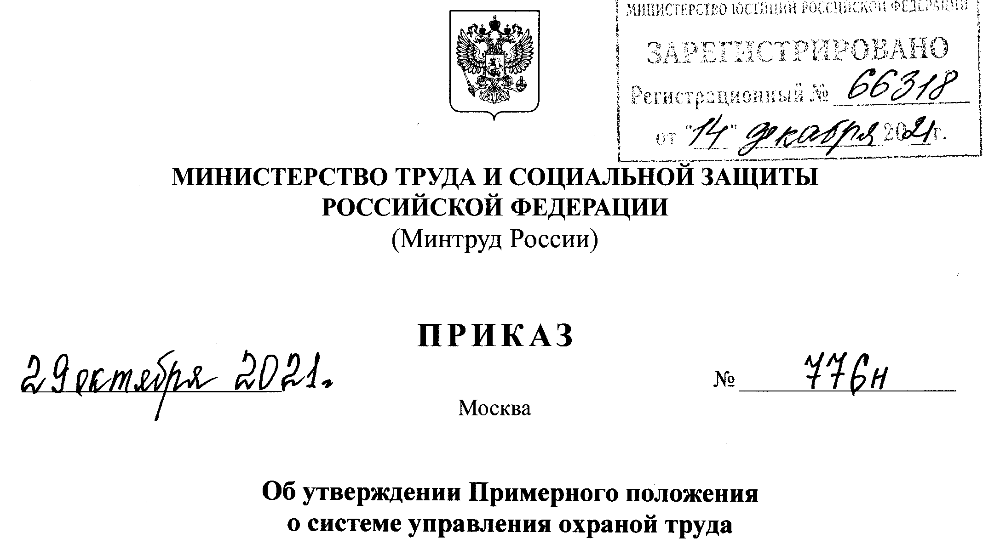 МИНИСТЕРСТВО ЮСТИЦИИ РОССИЙСКОЙ ФЕДЕРАЦИИ
ЗАРЕГИСТРИРОВАНО
Регистрационный № 66318
от "14" декабря 2021 г.
МИНИСТЕРСТВО ТРУДА И СОЦИАЛЬНОЙ ЗАЩИТЫ
РОССИЙСКОЙ ФЕДЕРАЦИИ
(Минтруд России)
ПРИКАЗ
29 октября 2021 г. № 776н
Москва
Об утверждении Примерного положения
о системе управления охраной труда